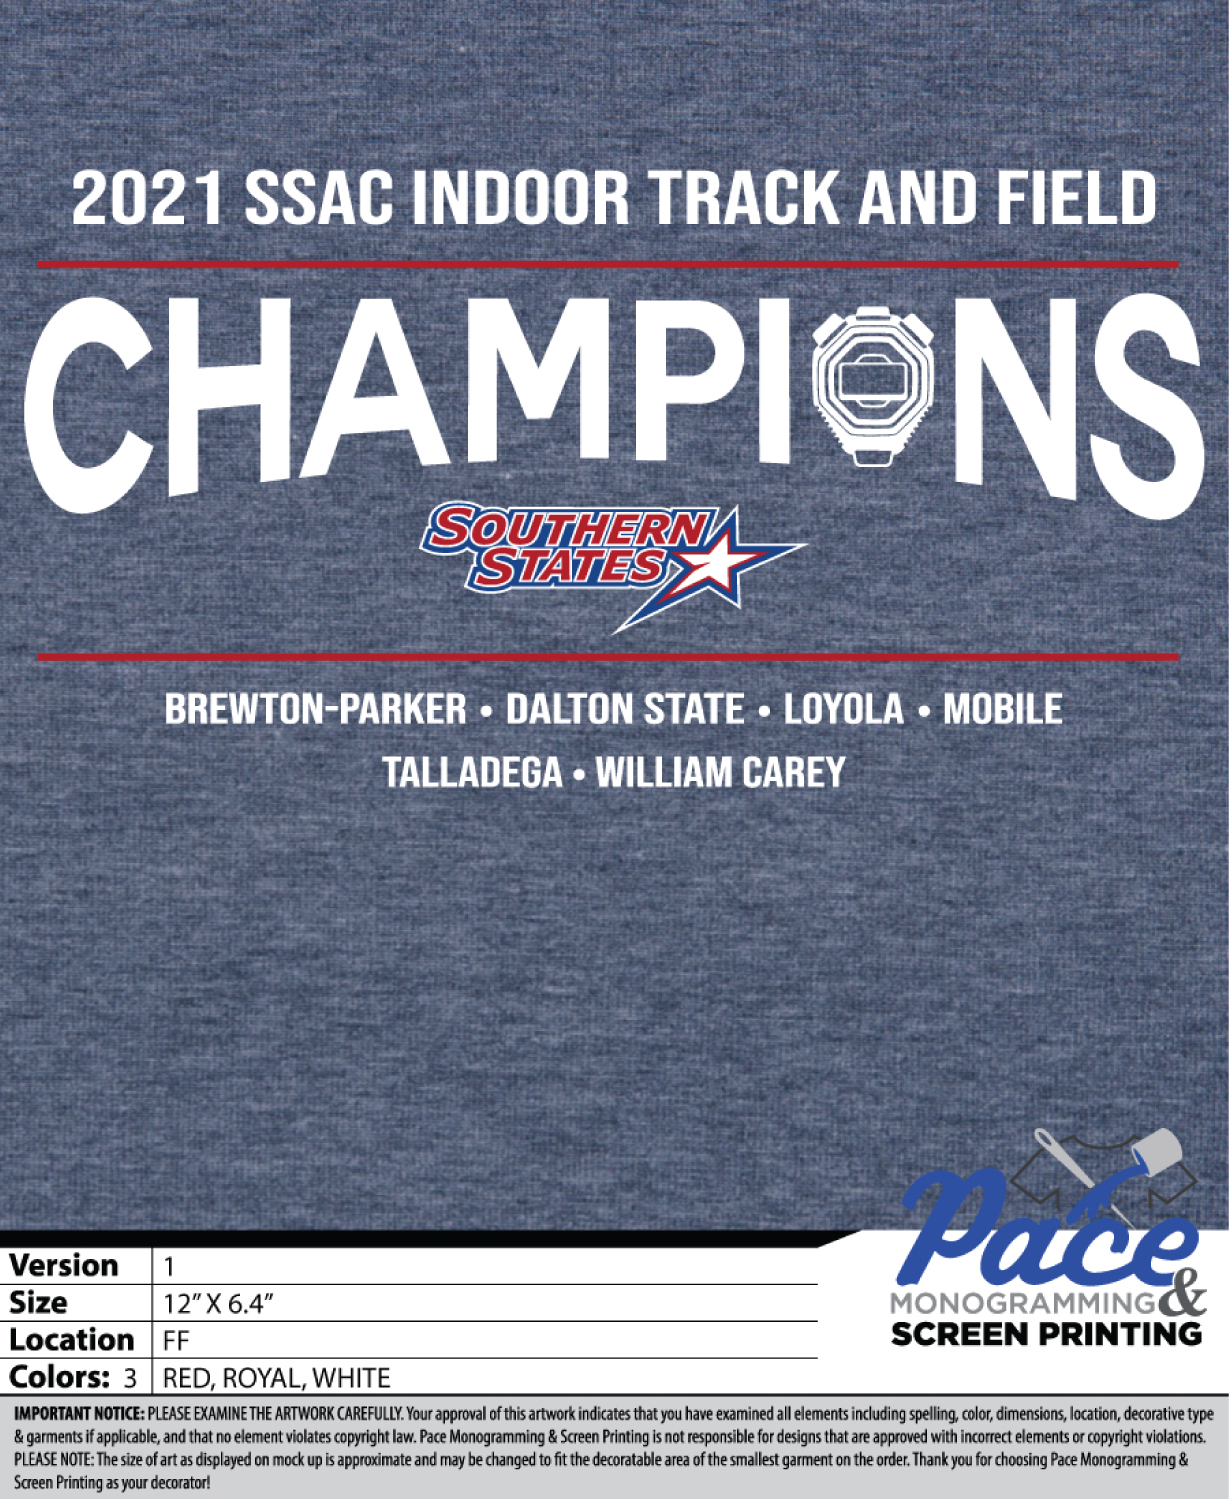 2021 SSAC INDOOR TRACK AND FIELD
CHAMPIONS
SOUTHERN
STATES
BREWTON-PARKER • DALTON STATE • LOYOLA • MOBILE
TALLADEGA • WILLIAM CAREY
Pace
MONOGRAMMING &
SCREEN PRINTING
Version 1
Size 12” X 6.4”
Location FF
Colors: 3 RED, ROYAL, WHITE
IMPORTANT NOTICE: PLEASE EXAMINE THE ARTWORK CAREFULLY. Your approval of this artwork indicates that you have examined all elements including spelling, color, dimensions, location, decorative type
& garments if applicable, and that no element violates copyright law. Pace Monogramming & Screen Printing is not responsible for designs that are approved with incorrect elements or copyright violations.
PLEASE NOTE: The size of art as displayed on mock up is approximate and may be changed to fit the decoratable area of the smallest garment on the order. Thank you for choosing Pace Monogramming &
Screen Printing as your decorator!